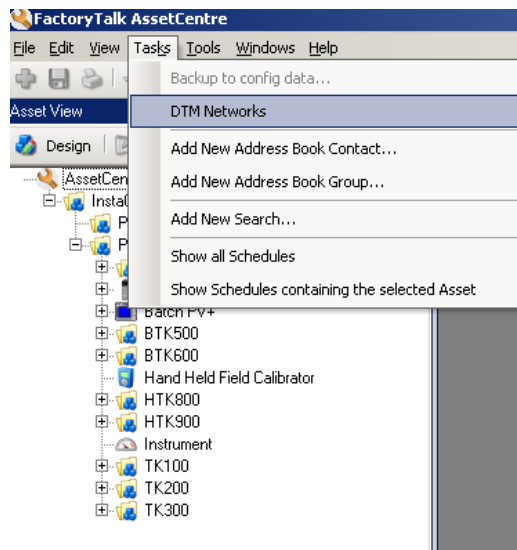 FactoryTalk AssetCentre
File Edit View Tasks Tools Windows Help
Backup to config data...
Asset View
DTM Networks
Design
Add New Address Book Contact...
AssetCen
Add New Address Book Group...
Insta
P
Add New Search...
P
Show all Schedules
Show Schedules containing the selected Asset
Batch PV+
BTK500
BTK600
Hand Held Field Calibrator
HTK800
HTK900
Instrument
TK100
TK200
TK300